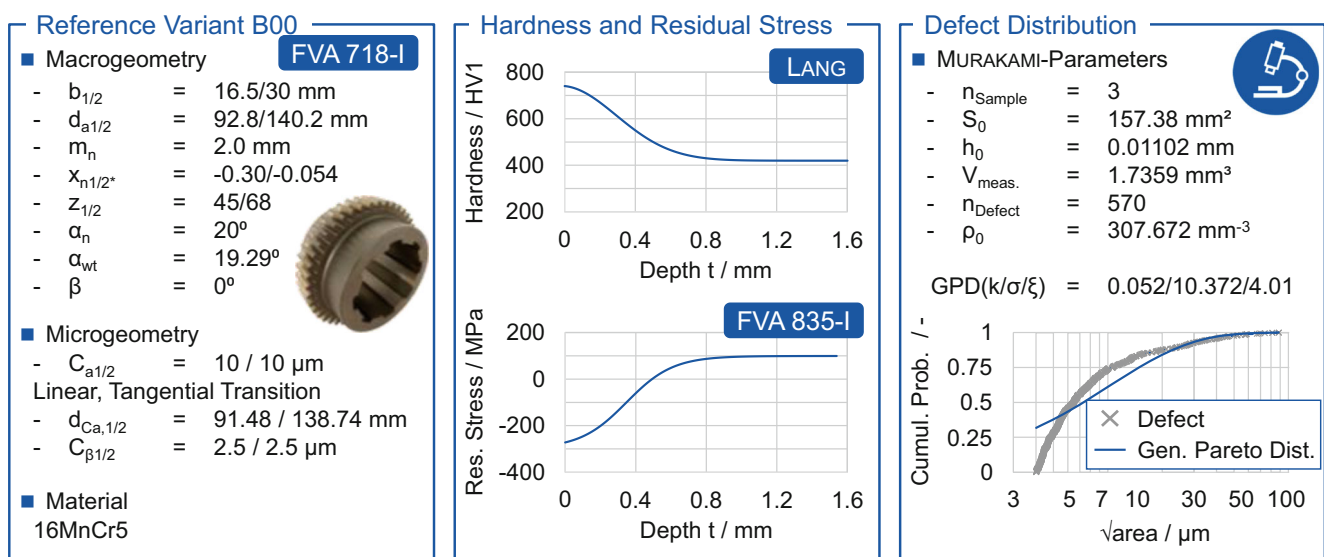 Reference Variant B00
FVA 718-I
Macrogeometry
- b1/2 = 16.5/30 mm
- da1/2 = 92.8/140.2 mm
- mn = 2.0 mm
- xn1/2* = -0.30/-0.054
- z1/2 = 45/68
- αn = 20º
- αwt = 19.29º
- β = 0º
Microgeometry
- Ca1/2 = 10 / 10 µm
Linear, Tangential Transition
- dCa,1/2 = 91.48 / 138.74 mm
- Cβ1/2 = 2.5 / 2.5 µm
Material
16MnCr5
Hardness and Residual Stress
LANG
Hardness / HV1
800
600
400
200
0 0.4 0.8 1.2 1.6
Depth t / mm
FVA 835-I
Res. Stress / MPa
200
0
-200
-400
0 0.4 0.8 1.2 1.6
Depth t / mm
Defect Distribution
MURAKAMI-Parameters
- nSample = 3
- S0 = 157.38 mm²
- h0 = 0.01102 mm
- Vmeas. = 1.7359 mm³
- nDefect = 570
- ρ0 = 307.672 mm-3
GPD(k/σ/ξ) = 0.052/10.372/4.01
Cumul. Prob. / -
1
0.75
0.5
0.25
0
Defect
Gen. Pareto Dist.
3 5 7 10 30 50 100
√area / µm